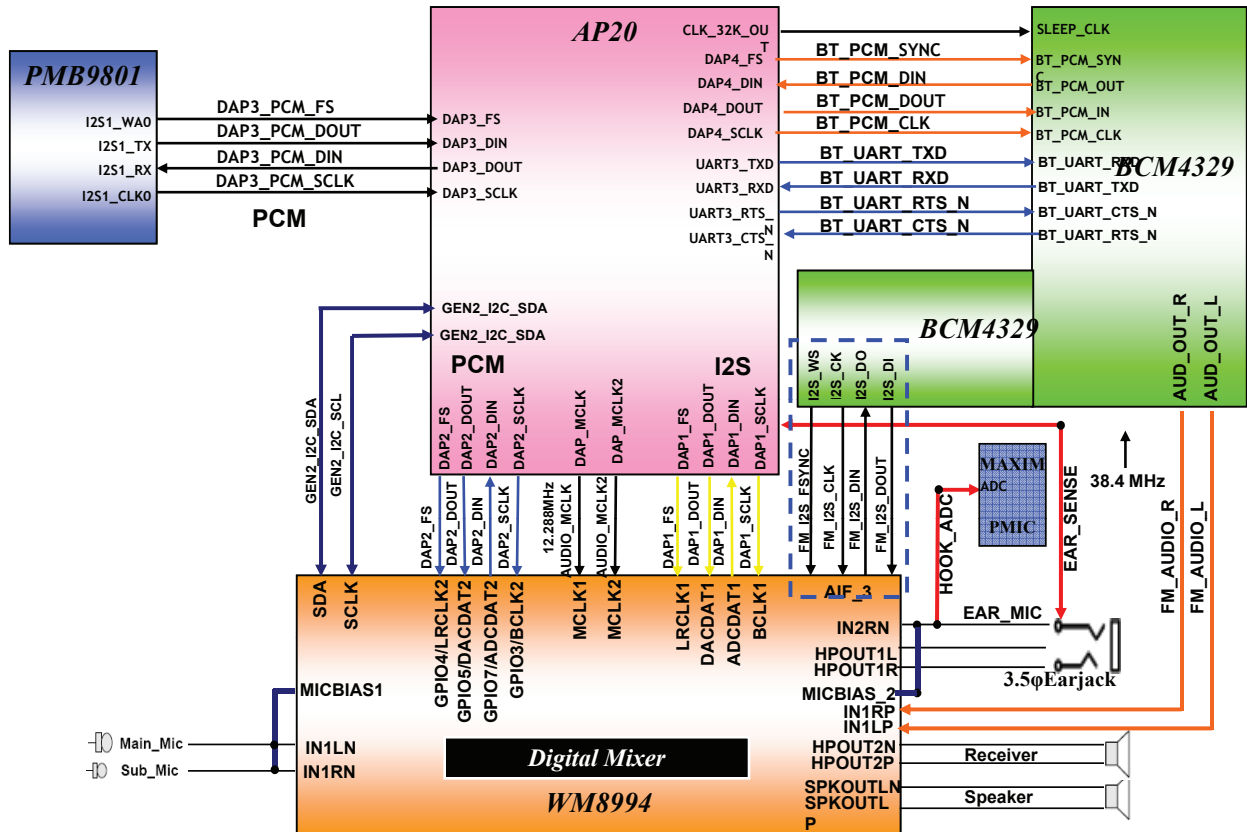 PMB9801
I2S1_WA0
I2S1_TX
I2S1_RX
I2S1_CLK0
DAP3_PCM_FS
DAP3_PCM_DOUT
DAP3_PCM_DIN
DAP3_PCM_SCLK
PCM
AP20
DAP3_FS
DAP3_DIN
DAP3_DOUT
DAP3_SCLK
CLK_32K_OU
T
DAP4_FS
DAP4_DIN
DAP4_DOUT
DAP4_SCLK
UART3_TXD
UART3_RXD
UART3_RTS_
N
UART3_CTS_
N
BT_PCM_SYNC
BT_PCM_DIN
BT_PCM_DOUT
BT_PCM_CLK
BT_UART_TXD
BT_UART_RXD
BT_UART_RTS_N
BT_UART_CTS_N
SLEEP_CLK
BT_PCM_SYN
C
BT_PCM_OUT
BT_PCM_IN
BT_PCM_CLK
BT_UART_RXD
BCM4329
BT_UART_TXD
BT_UART_CTS_N
BT_UART_RTS_N
AUD_OUT_R
AUD_OUT_L
GEN2_I2C_SDA
GEN2_I2C_SDA
PCM
I2S
DAP2_FS
DAP2_DOUT
DAP2_DIN
DAP2_SCLK
DAP_MCLK
DAP_MCLK2
DAP1_FS
DAP1_DOUT
DAP1_DIN
DAP1_SCLK
BCM4329
I2S_WS
I2S_CK
I2S_DO
I2S_DI
GEN2_I2C_SDA
GEN2_I2C_SCL
DAP2_FS
DAP2_DOUT
DAP2_DIN
DAP2_SCLK
12.288MHz
AUDIO_MCLK
AUDIO_MCLK2
DAP1_FS
DAP1_DOUT
DAP1_DIN
DAP1_SCLK
FM_I2S_FSYNC
FM_I2S_CLK
FM_I2S_DIN
FM_I2S_DOUT
HOOK_ADC
MAXIM
ADC
PMIC
EAR_SENSE
38.4 MHz
FM_AUDIO_R
FM_AUDIO_L
SDA
SCLK
GPIO4/LRCLK2
GPIO5/DACDAT2
GPIO7/ADCDAT2
GPIO3/BCLK2
MCLK1
MCLK2
LRCLK1
DACDAT1
ADCDAT1
BCLK1
AIF_3
IN2RN
EAR_MIC
HPOUT1L
HPOUT1R
3.5φEarjack
MICBIAS_2
IN1RP
IN1LP
HPOUT2N
HPOUT2P
Receiver
SPKOUTLN
SPKOUTL
P
Speaker
MICBIAS1
Main_Mic
IN1LN
Sub_Mic
IN1RN
Digital Mixer
WM8994